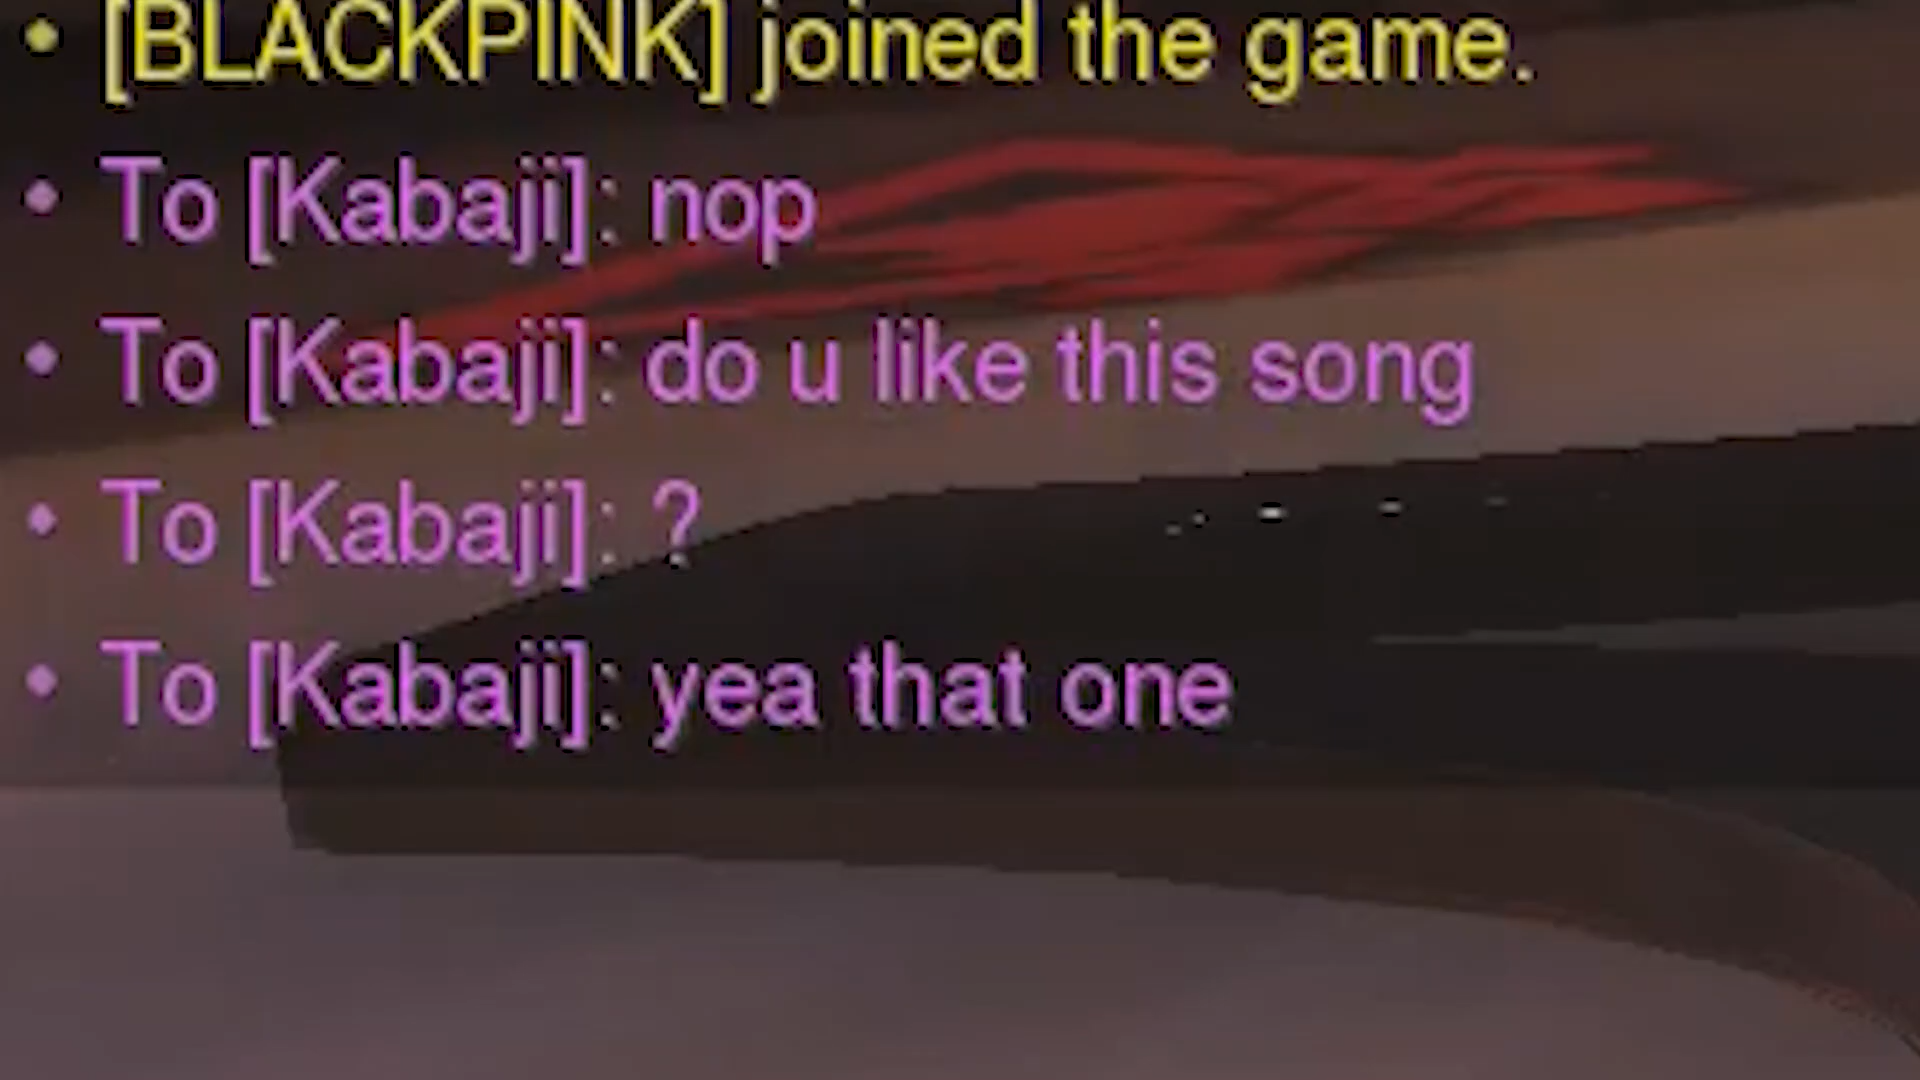 • [BLACKPINK] joined the game.
• To [Kabaji]: nop
• To [Kabaji]: do u like this song
• To [Kabaji]: ?
• To [Kabaji]: yea that one